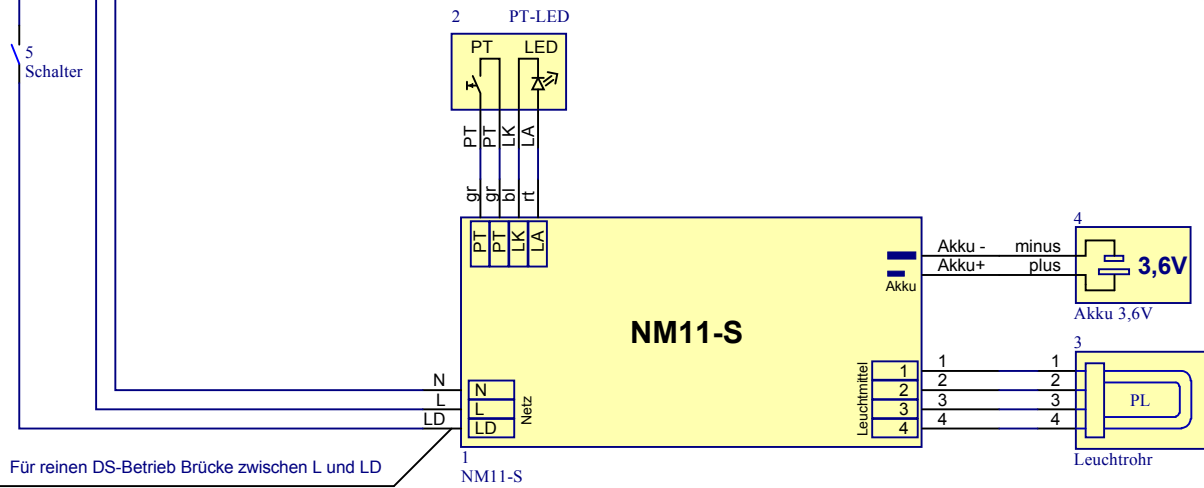 2 PT-LED
PT LED
5
Schalter
PT PT LK LA
gr gr bl rt
PT PT LK LA
4
Akku - minus
Akku+ plus
3,6V
Akku
Akku 3,6V
NM11-S
3
1 1
2 2
3 3
4 4
Leuchtmittel
1
2
3
4
PL
Leuchtrohr
N
L
LD
N
L
LD
Netz
Für reinen DS-Betrieb Brücke zwischen L und LD
1
NM11-S